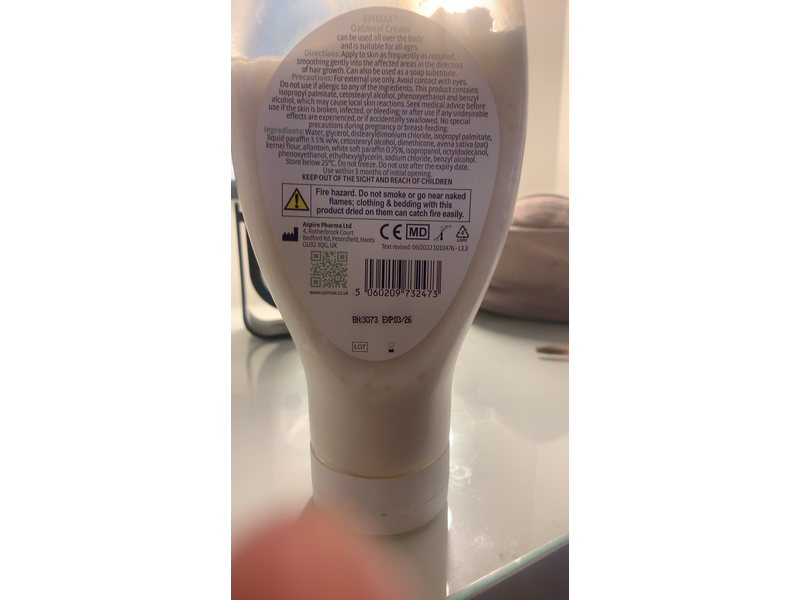 EPIMAX®
Oatmeal Cream
can be used all over the body
and is suitable for all ages.
Directions: Apply to skin as frequently as required,
smoothing gently into the affected areas in the direction
of hair growth. Can also be used as a soap substitute.
Precautions: For external use only. Avoid contact with eyes.
Do not use if allergic to any of the ingredients. This product contains
isopropyl palmitate, cetostearyl alcohol, phenoxyethanol and benzyl
alcohol, which may cause local skin reactions. Seek medical advice before
use if the skin is broken, infected, or bleeding; or after use if any undesirable
effects are experienced, or if accidentally swallowed. No special
precautions during pregnancy or breast-feeding.
Ingredients: Water, glycerol, distearyldimonium chloride, isopropyl palmitate,
liquid paraffin 3.5% w/w, cetostearyl alcohol, dimethicone, avena sativa (oat)
kernel flour, allantoin, white soft paraffin 0.75%, isopropanol, octyldodecanol,
phenoxyethanol, ethylhexylglycerin, sodium chloride, benzyl alcohol.
Store below 25°C. Do not freeze. Do not use after the expiry date.
Use within 3 months of initial opening.
KEEP OUT OF THE SIGHT AND REACH OF CHILDREN
Fire hazard. Do not smoke or go near naked
flames; clothing & bedding with this
product dried on them can catch fire easily.
Aspire Pharma Ltd
4, Rotherbrook Court
Bedford Rd, Petersfield, Hants
GU32 3QG, UK
CE MD
LDPE
Text revised. 06/2022 1010476 - L3.3
www.epimax.co.uk
5 060209 732473
BN:3073 EXP:03/26
LOT